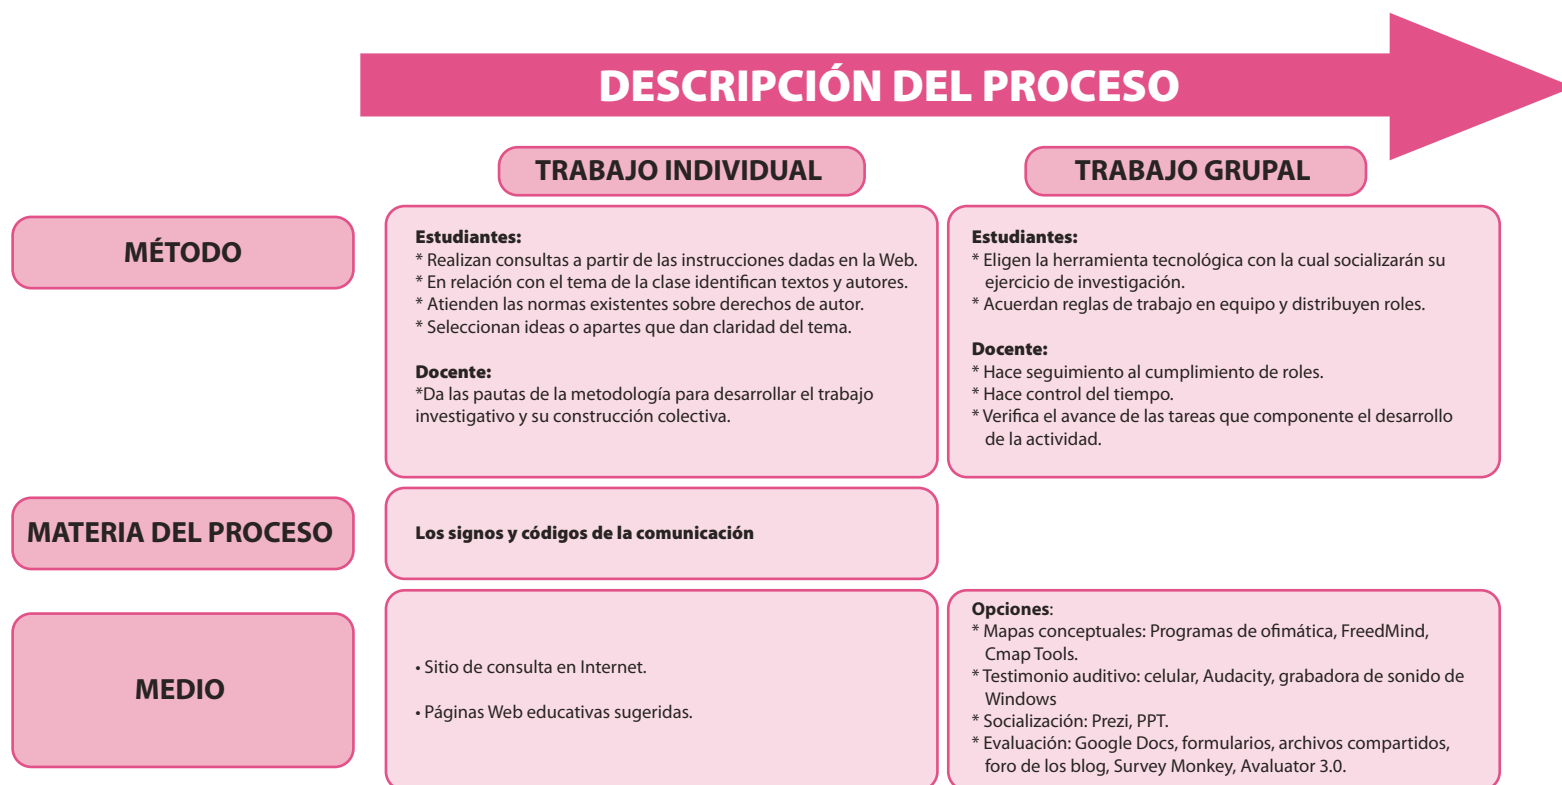 DESCRIPCIÓN DEL PROCESO
TRABAJO INDIVIDUAL
TRABAJO GRUPAL
MÉTODO
Estudiantes:
* Realizan consultas a partir de las instrucciones dadas en la Web.
* En relación con el tema de la clase identifican textos y autores.
* Atienden las normas existentes sobre derechos de autor.
* Seleccionan ideas o apartes que dan claridad del tema.
Docente:
*Da las pautas de la metodología para desarrollar el trabajo
investigativo y su construcción colectiva.
Estudiantes:
* Eligen la herramienta tecnológica con la cual socializarán su
ejercicio de investigación.
* Acuerdan reglas de trabajo en equipo y distribuyen roles.
Docente:
* Hace seguimiento al cumplimiento de roles.
* Hace control del tiempo.
* Verifica el avance de las tareas que componente el desarrollo
de la actividad.
MATERIA DEL PROCESO
Los signos y códigos de la comunicación
MEDIO
• Sitio de consulta en Internet.
• Páginas Web educativas sugeridas.
Opciones:
* Mapas conceptuales: Programas de ofimática, FreedMind,
Cmap Tools.
* Testimonio auditivo: celular, Audacity, grabadora de sonido de
Windows
* Socialización: Prezi, PPT.
* Evaluación: Google Docs, formularios, archivos compartidos,
foro de los blog, Survey Monkey, Avaluator 3.0.